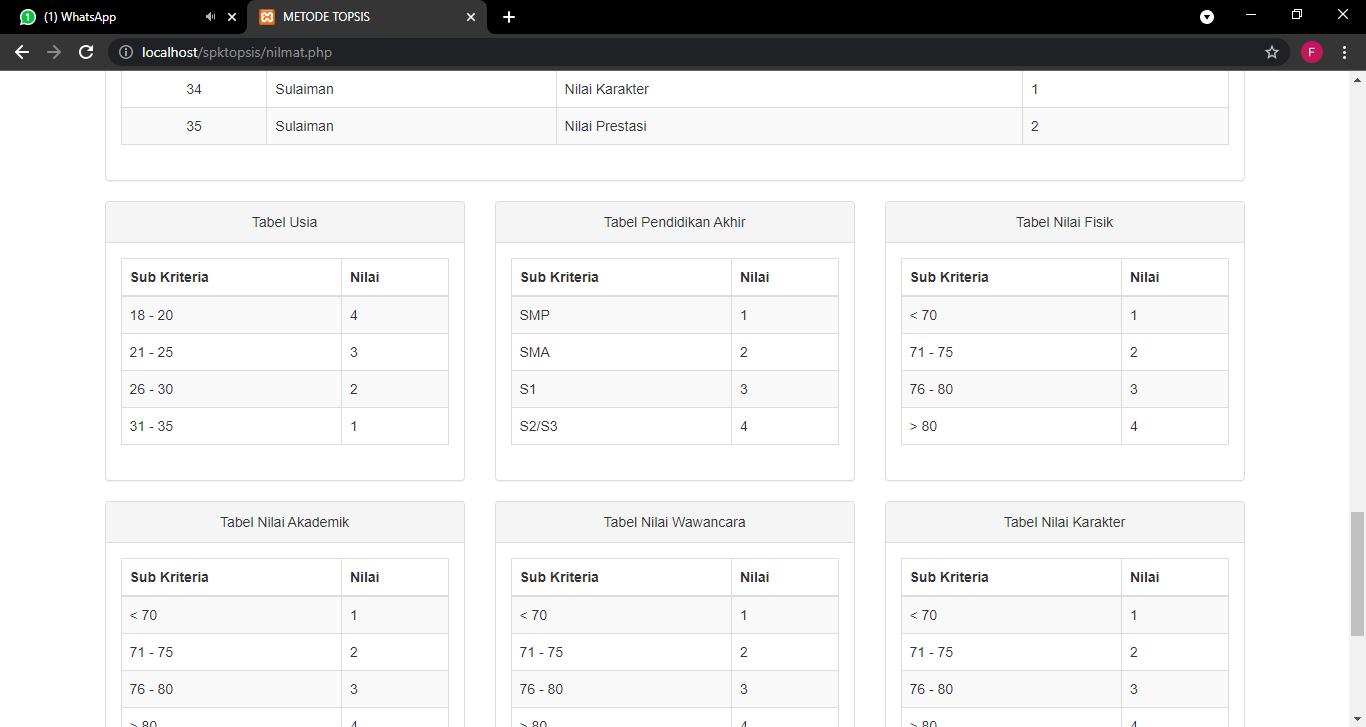 (1) WhatsApp
METODE TOPSIS
localhost/spktopsis/nilmat.php
F
34 Sulaiman Nilai Karakter 1
35 Sulaiman Nilai Prestasi 2
Tabel Usia
Sub Kriteria Nilai
18 - 20 4
21 - 25 3
26 - 30 2
31 - 35 1
Tabel Pendidikan Akhir
Sub Kriteria Nilai
SMP 1
SMA 2
S1 3
S2/S3 4
Tabel Nilai Fisik
Sub Kriteria Nilai
< 70 1
71 - 75 2
76 - 80 3
> 80 4
Tabel Nilai Akademik
Sub Kriteria Nilai
< 70 1
71 - 75 2
76 - 80 3
> 80 4
Tabel Nilai Wawancara
Sub Kriteria Nilai
< 70 1
71 - 75 2
76 - 80 3
> 80 4
Tabel Nilai Karakter
Sub Kriteria Nilai
< 70 1
71 - 75 2
76 - 80 3
> 80 4